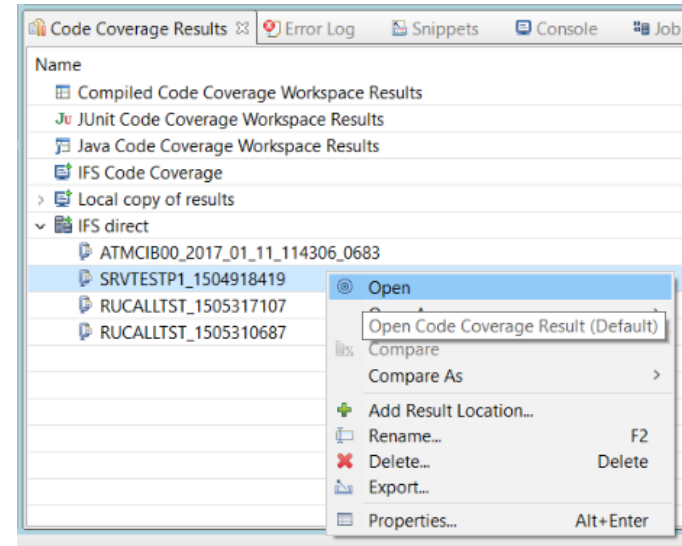 Code Coverage Results Error Log Snippets Console Job
Name
Compiled Code Coverage Workspace Results
Ju JUnit Code Coverage Workspace Results
Java Code Coverage Workspace Results
IFS Code Coverage
Local copy of results
IFS direct
ATMCIB00_2017_01_11_114306_0683
SRVTESTP1_1504918419
RUCALLTST_1505317107
RUCALLTST_1505310687
Open
Open Code Coverage Result (Default)
Compare
Compare As
Add Result Location...
Rename... F2
Delete... Delete
Export...
Properties... Alt+Enter